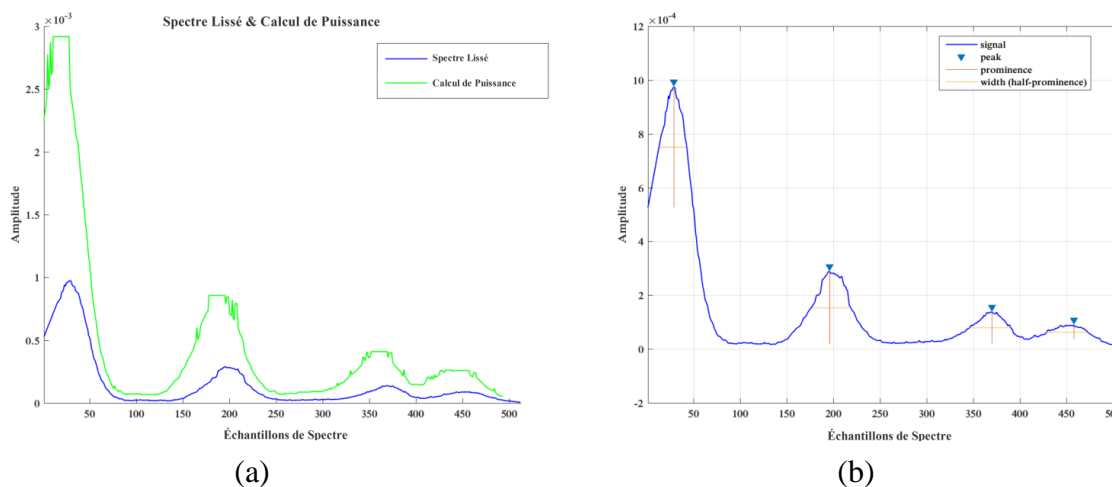 ×10⁻³
Spectre Lissé & Calcul de Puissance
3
2.5
2
1.5
1
0.5
0
Amplitude
Spectre Lissé
Calcul de Puissance
50 100 150 200 250 300 350 400 450 500
Échantillons de Spectre
(a)
×10⁻⁴
12
10
8
6
4
2
0
-2
Amplitude
signal
peak
prominence
width (half-prominence)
50 100 150 200 250 300 350 400 450
Échantillons de Spectre
(b)